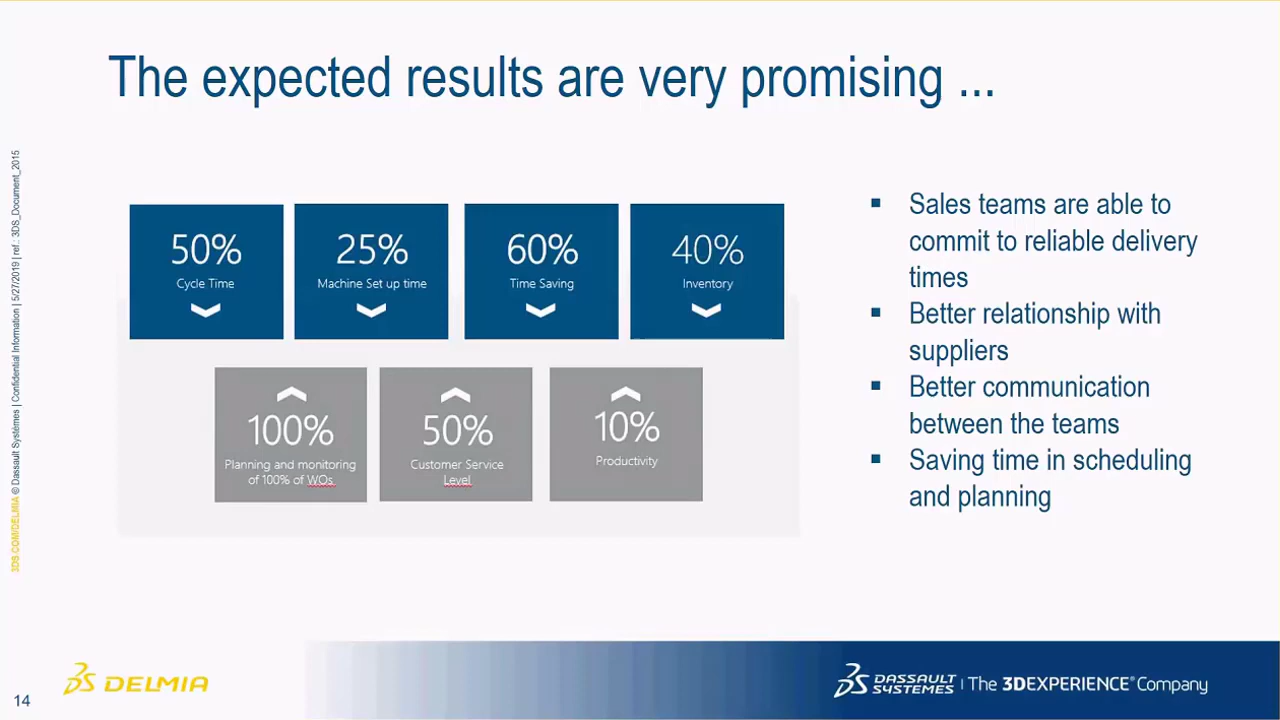 The expected results are very promising ...
50%
Cycle Time
25%
Machine Set up time
60%
Time Saving
40%
Inventory
100%
Planning and monitoring
of 100% of WOs.
50%
Customer Service
Level
10%
Productivity
▪ Sales teams are able to
commit to reliable delivery
times
▪ Better relationship with
suppliers
▪ Better communication
between the teams
▪ Saving time in scheduling
and planning
3DS.COM/DELMIA © Dassault Systèmes | Confidential Information | 5/27/2019 | ref.: 3DS_Document_2015
14
DELMIA
DASSAULT
SYSTEMES | The 3DEXPERIENCE® Company